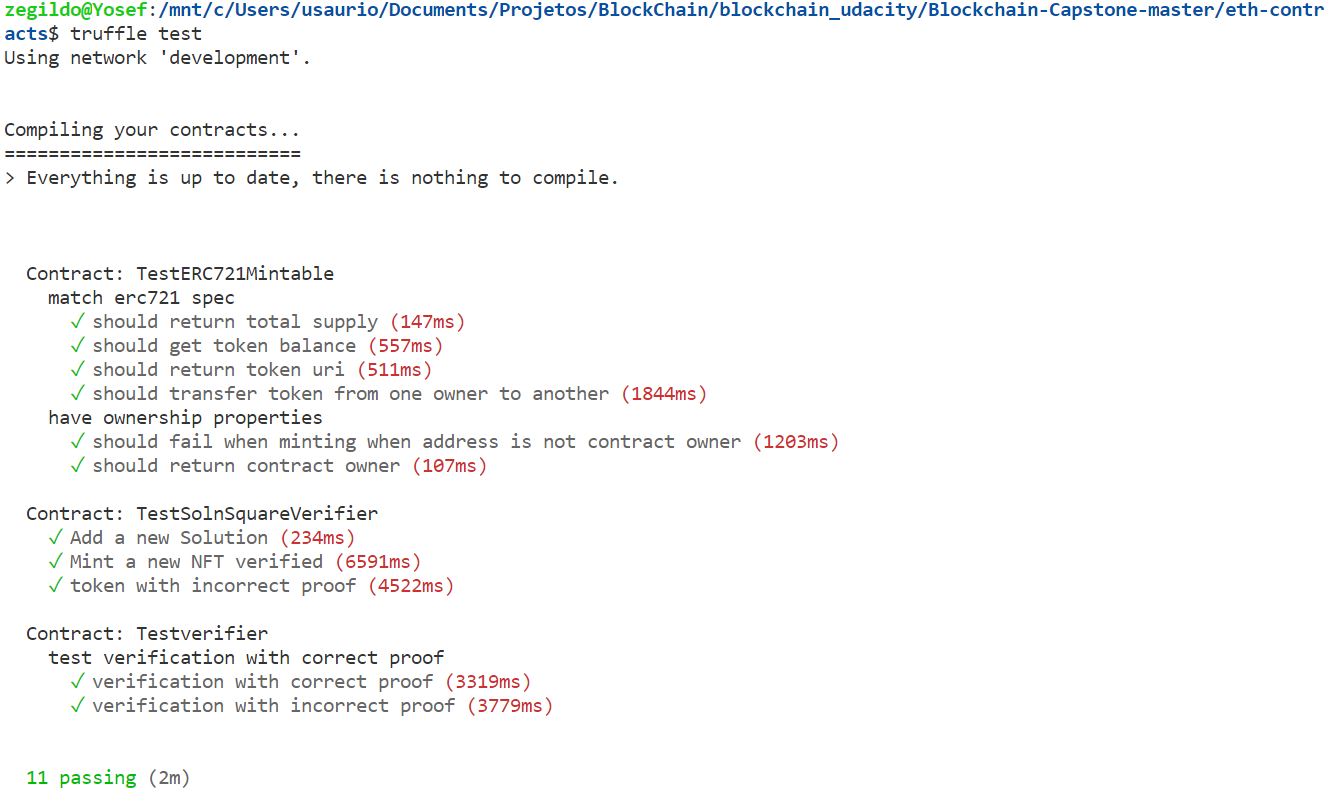 zegildo@Yosef:/mnt/c/Users/usaurio/Documents/Projetos/BlockChain/blockchain_udacity/Blockchain-Capstone-master/eth-contr
acts$ truffle test
Using network 'development'.
Compiling your contracts...
===========================
> Everything is up to date, there is nothing to compile.
Contract: TestERC721Mintable
match erc721 spec
✓ should return total supply (147ms)
✓ should get token balance (557ms)
✓ should return token uri (511ms)
✓ should transfer token from one owner to another (1844ms)
have ownership properties
✓ should fail when minting when address is not contract owner (1203ms)
✓ should return contract owner (107ms)
Contract: TestSolnSquareVerifier
✓ Add a new Solution (234ms)
✓ Mint a new NFT verified (6591ms)
✓ token with incorrect proof (4522ms)
Contract: Testverifier
test verification with correct proof
✓ verification with correct proof (3319ms)
✓ verification with incorrect proof (3779ms)
11 passing (2m)